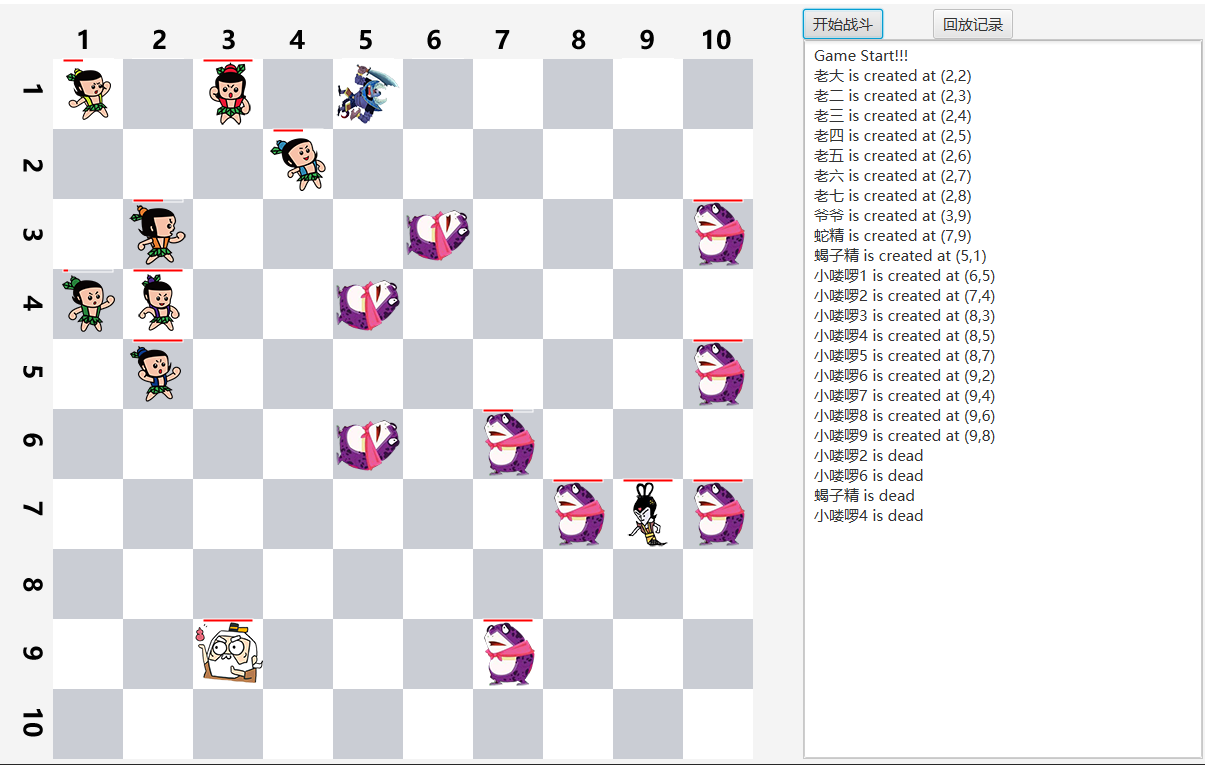 开始战斗 回放记录
1 2 3 4 5 6 7 8 9 10
1
2
3
4
5
6
7
8
9
10
Game Start!!!
老大 is created at (2,2)
老二 is created at (2,3)
老三 is created at (2,4)
老四 is created at (2,5)
老五 is created at (2,6)
老六 is created at (2,7)
老七 is created at (2,8)
爷爷 is created at (3,9)
蛇精 is created at (7,9)
蝎子精 is created at (5,1)
小喽啰1 is created at (6,5)
小喽啰2 is created at (7,4)
小喽啰3 is created at (8,3)
小喽啰4 is created at (8,5)
小喽啰5 is created at (8,7)
小喽啰6 is created at (9,2)
小喽啰7 is created at (9,4)
小喽啰8 is created at (9,6)
小喽啰9 is created at (9,8)
小喽啰2 is dead
小喽啰6 is dead
蝎子精 is dead
小喽啰4 is dead